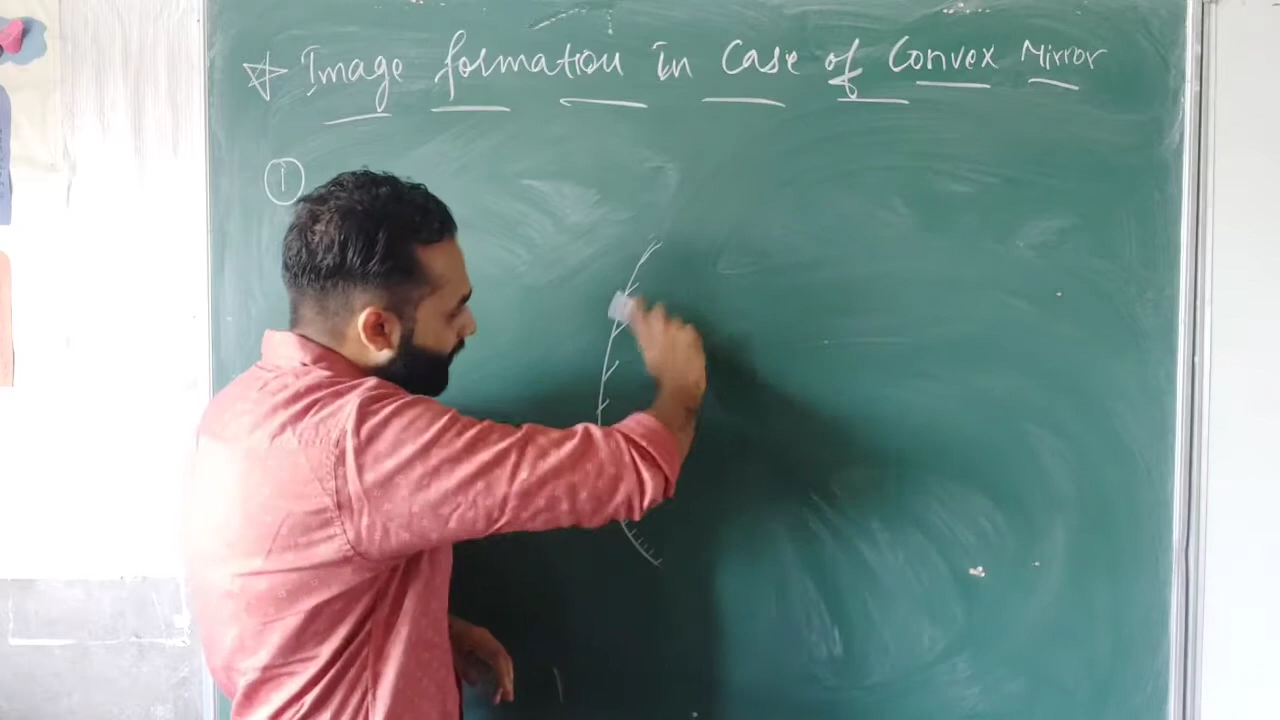 ☆ Image formation in Case of Convex Mirror
①